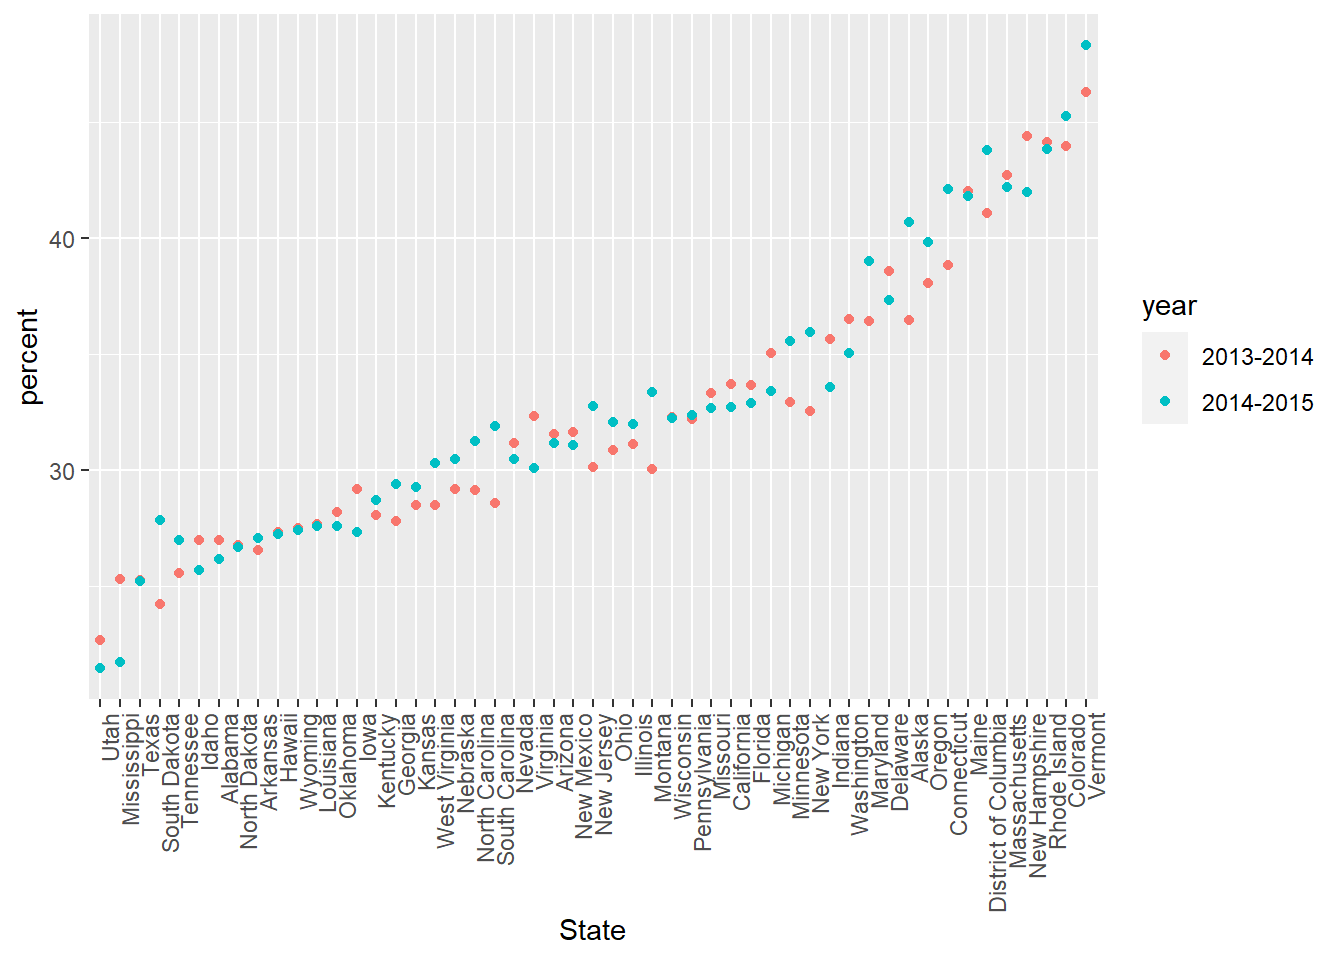 percent
40
30
Utah
Mississippi
Texas
South Dakota
Tennessee
Idaho
Alabama
North Dakota
Arkansas
Hawaii
Wyoming
Louisiana
Oklahoma
Iowa
Kentucky
Georgia
Kansas
West Virginia
Nebraska
North Carolina
South Carolina
Nevada
Virginia
Arizona
New Mexico
New Jersey
Ohio
Illinois
Montana
Wisconsin
Pennsylvania
Missouri
California
Florida
Michigan
Minnesota
New York
Indiana
Washington
Maryland
Delaware
Alaska
Oregon
Connecticut
Maine
District of Columbia
Massachusetts
New Hampshire
Rhode Island
Colorado
Vermont
State
year
2013-2014
2014-2015